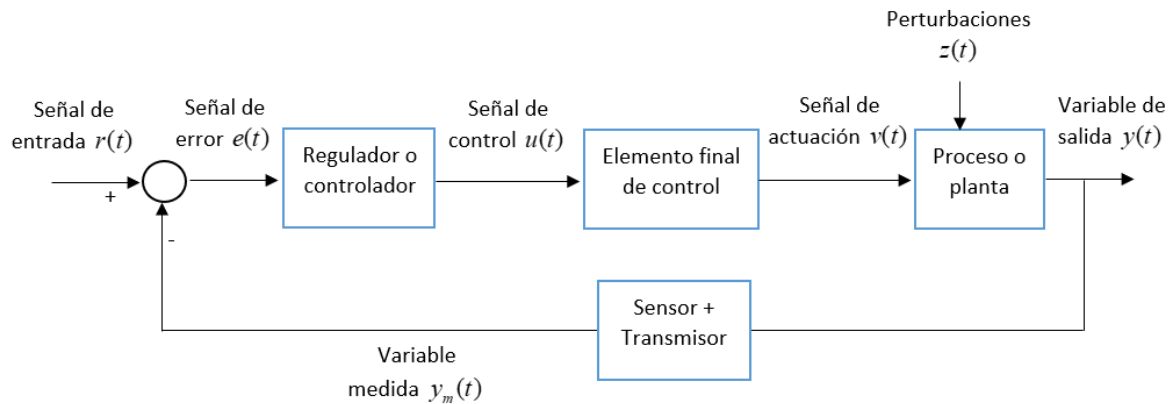 Perturbaciones
z(t)
Señal de
entrada r(t)
Señal de
error e(t)
Señal de
control u(t)
Señal de
actuación v(t)
Variable de
salida y(t)
Regulador o
controlador
Elemento final
de control
Proceso o
planta
+
-
Sensor +
Transmisor
Variable
medida yₘ(t)